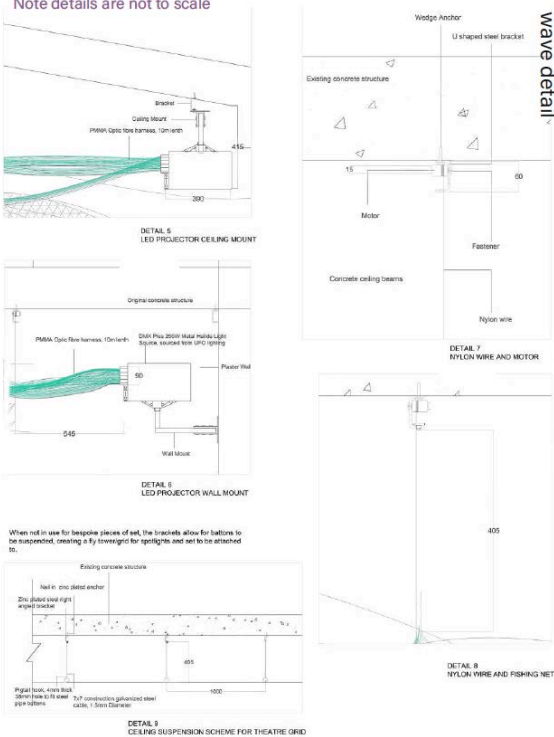 Note details are not to scale
wave detail
Bracket
Ceiling Mount
PMMA Optic fibre harness, 10m lenth
415
390
DETAIL 5
LED PROJECTOR CEILING MOUNT
Wedge Anchor
U shaped steel bracket
Existing concrete structure
15
60
Motor
Fastener
Concrete ceiling beams
Nylon wire
DETAIL 7
NYLON WIRE AND MOTOR
Original concrete structure
PMMA Optic fibre harness, 10m lenth
DMX Plus 250W Metal Halide Light
Source, sourced from UFO lighting
Plaster Wall
90
545
Wall Mount
DETAIL 6
LED PROJECTOR WALL MOUNT
405
DETAIL 8
NYLON WIRE AND FISHING NET
When not in use for bespoke pieces of set, the brackets allow for battons to
be suspended, creating a fly tower/grid for spotlights and set to be attached
to.
Existing concrete structure
Nail in zinc plated anchor
Zinc plated steel right
angled bracket
405
1000
Pigtail hook, 4mm thick
38mm hole to fit steel
pipe battons
7x7 construction galvanized steel
cable, 1.5mm Diameter
DETAIL 9
CEILING SUSPENSION SCHEME FOR THEATRE GRID